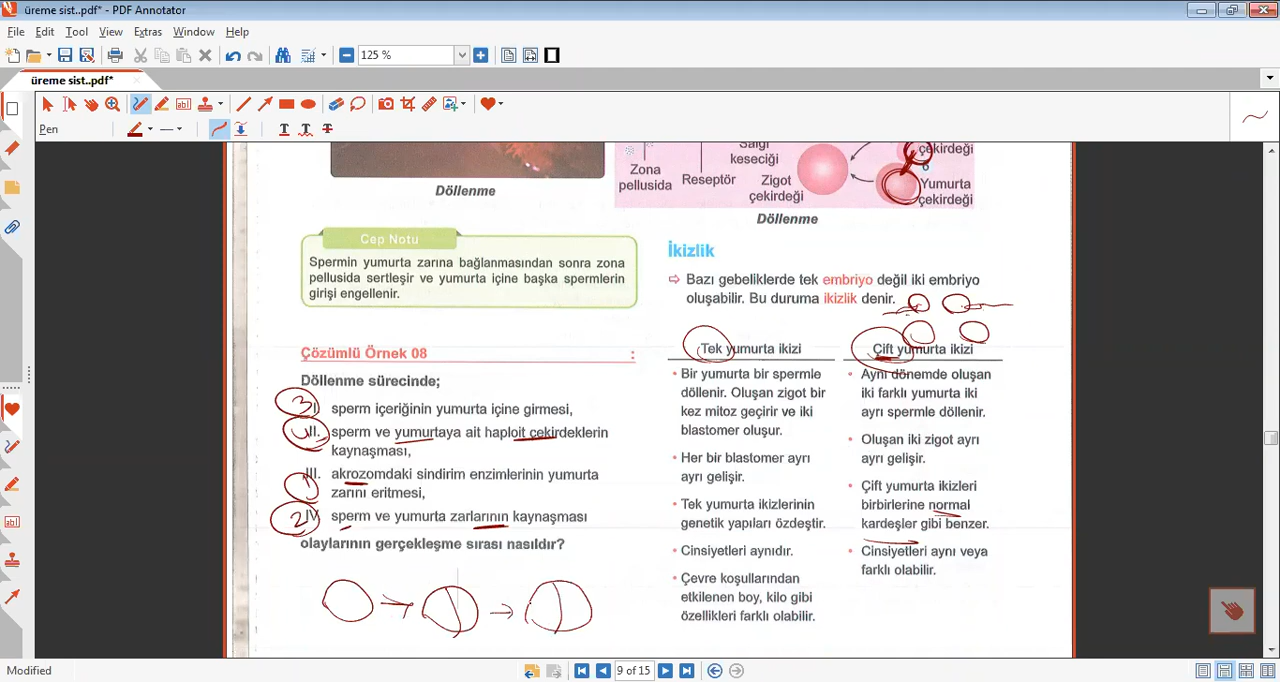 üreme sist..pdf* - PDF Annotator
File Edit Tool View Extras Window Help
125 %
üreme sist..pdf*
Pen
Döllenme
Zona
pellusida
Reseptör
Salgı
keseciği
Zigot
çekirdeği
çekirdeği
Yumurta
çekirdeği
Döllenme
Cep Notu
Spermin yumurta zarına bağlanmasından sonra zona
pellusida sertleşir ve yumurta içine başka spermlerin
girişi engellenir.
Çözümlü Örnek 08 :
Döllenme sürecinde;
3 I. sperm içeriğinin yumurta içine girmesi,
4 II. sperm ve yumurtaya ait haploit çekirdeklerin
kaynaşması,
1 III. akrozomdaki sindirim enzimlerinin yumurta
zarını eritmesi,
2 IV. sperm ve yumurta zarlarının kaynaşması
olaylarının gerçekleşme sırası nasıldır?
İkizlik
⇨ Bazı gebeliklerde tek embriyo değil iki embriyo
oluşabilir. Bu duruma ikizlik denir.
Tek yumurta ikizi
• Bir yumurta bir spermle
döllenir. Oluşan zigot bir
kez mitoz geçirir ve iki
blastomer oluşur.
• Her bir blastomer ayrı
ayrı gelişir.
• Tek yumurta ikizlerinin
genetik yapıları özdeştir.
• Cinsiyetleri aynıdır.
• Çevre koşullarından
etkilenen boy, kilo gibi
özellikleri farklı olabilir.
Çift yumurta ikizi
• Aynı dönemde oluşan
iki farklı yumurta iki
ayrı spermle döllenir.
• Oluşan iki zigot ayrı
ayrı gelişir.
• Çift yumurta ikizleri
birbirlerine normal
kardeşler gibi benzer.
• Cinsiyetleri aynı veya
farklı olabilir.
Modified
9 of 15